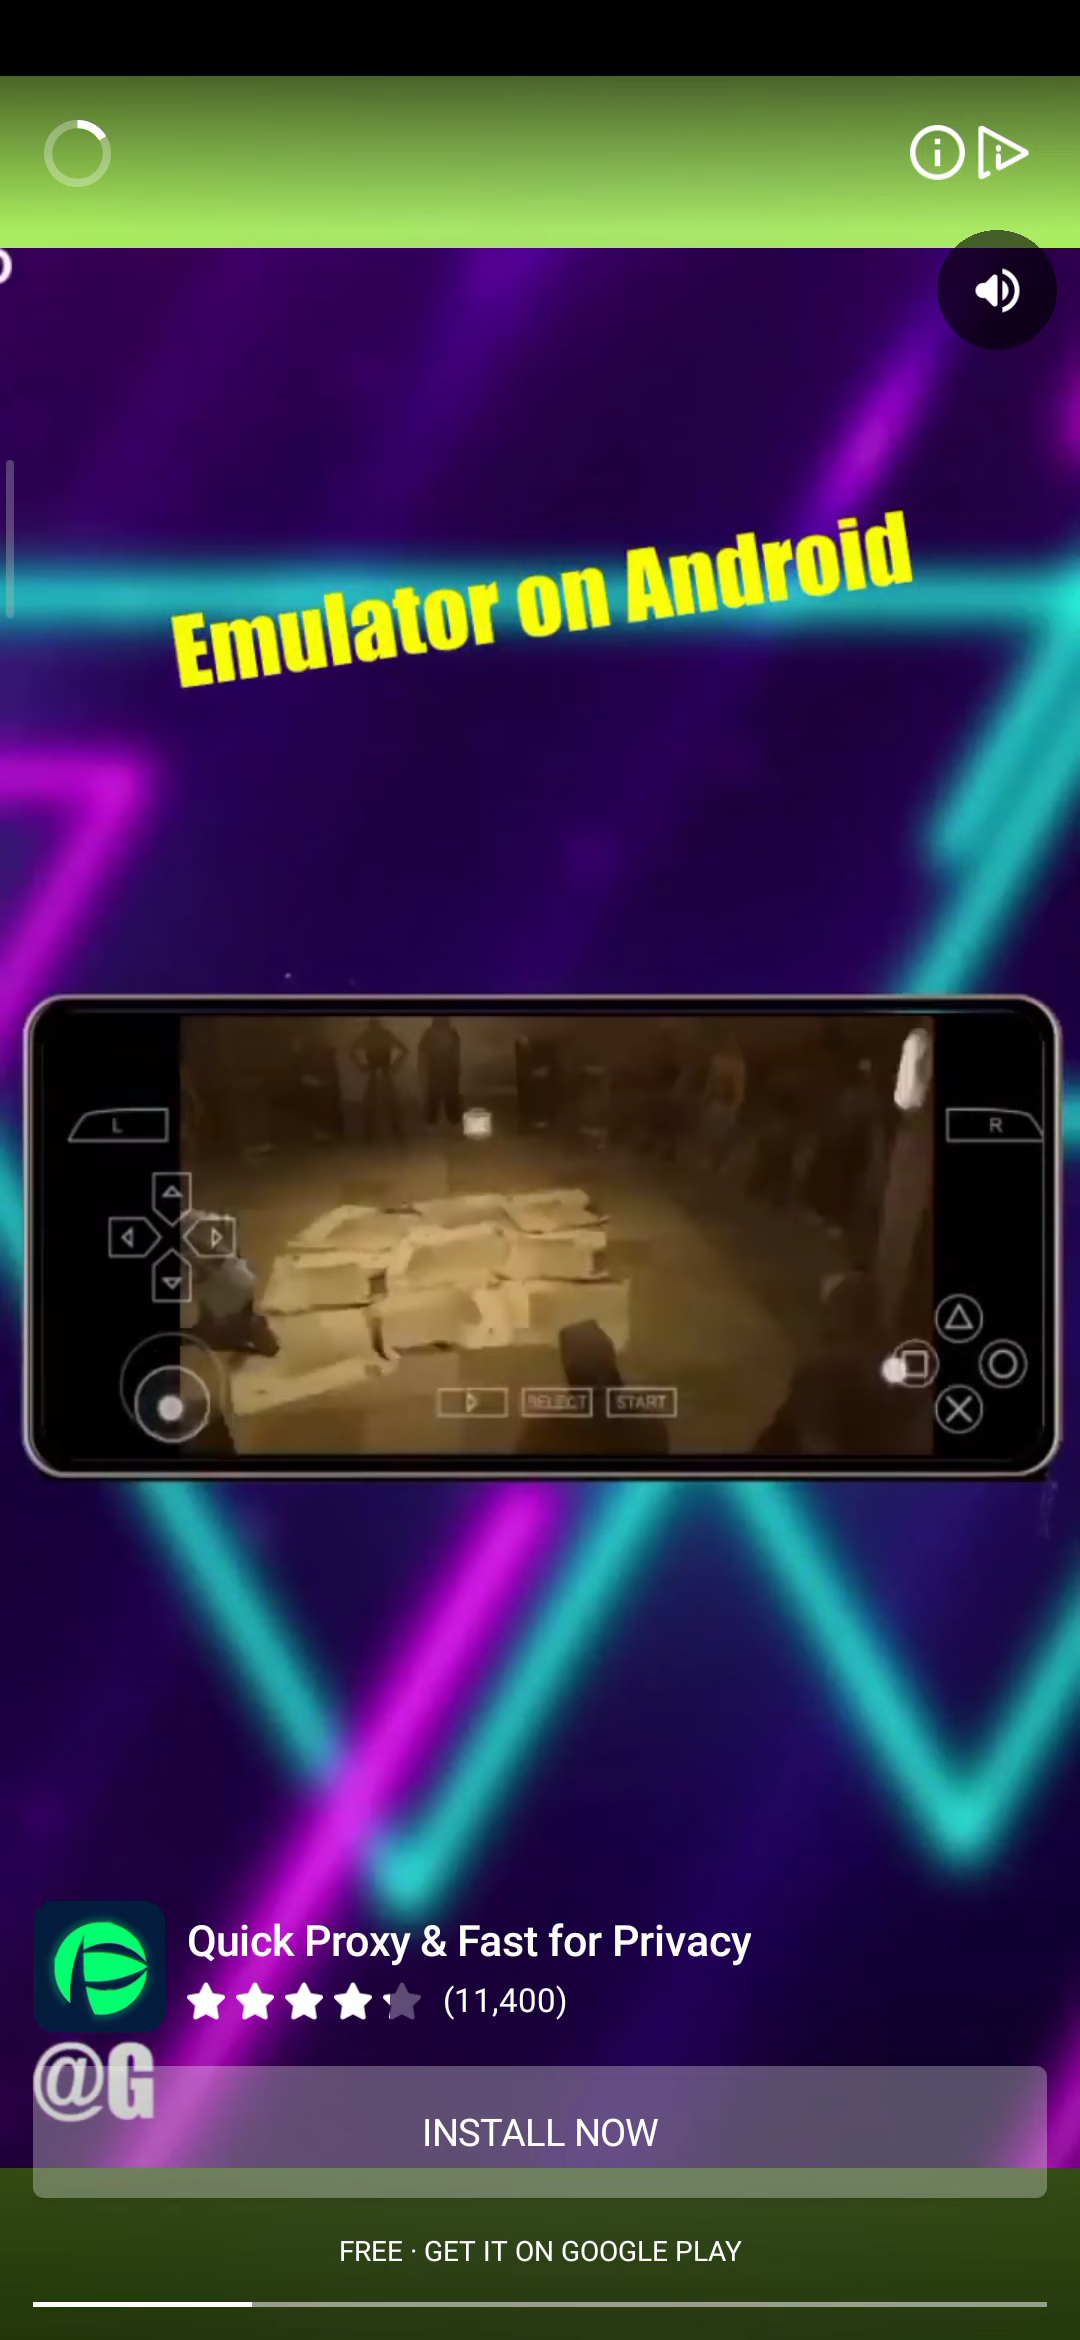 Emulator on Android
L
R
SELECT
START
Quick Proxy & Fast for Privacy
(11,400)
@G
INSTALL NOW
FREE · GET IT ON GOOGLE PLAY